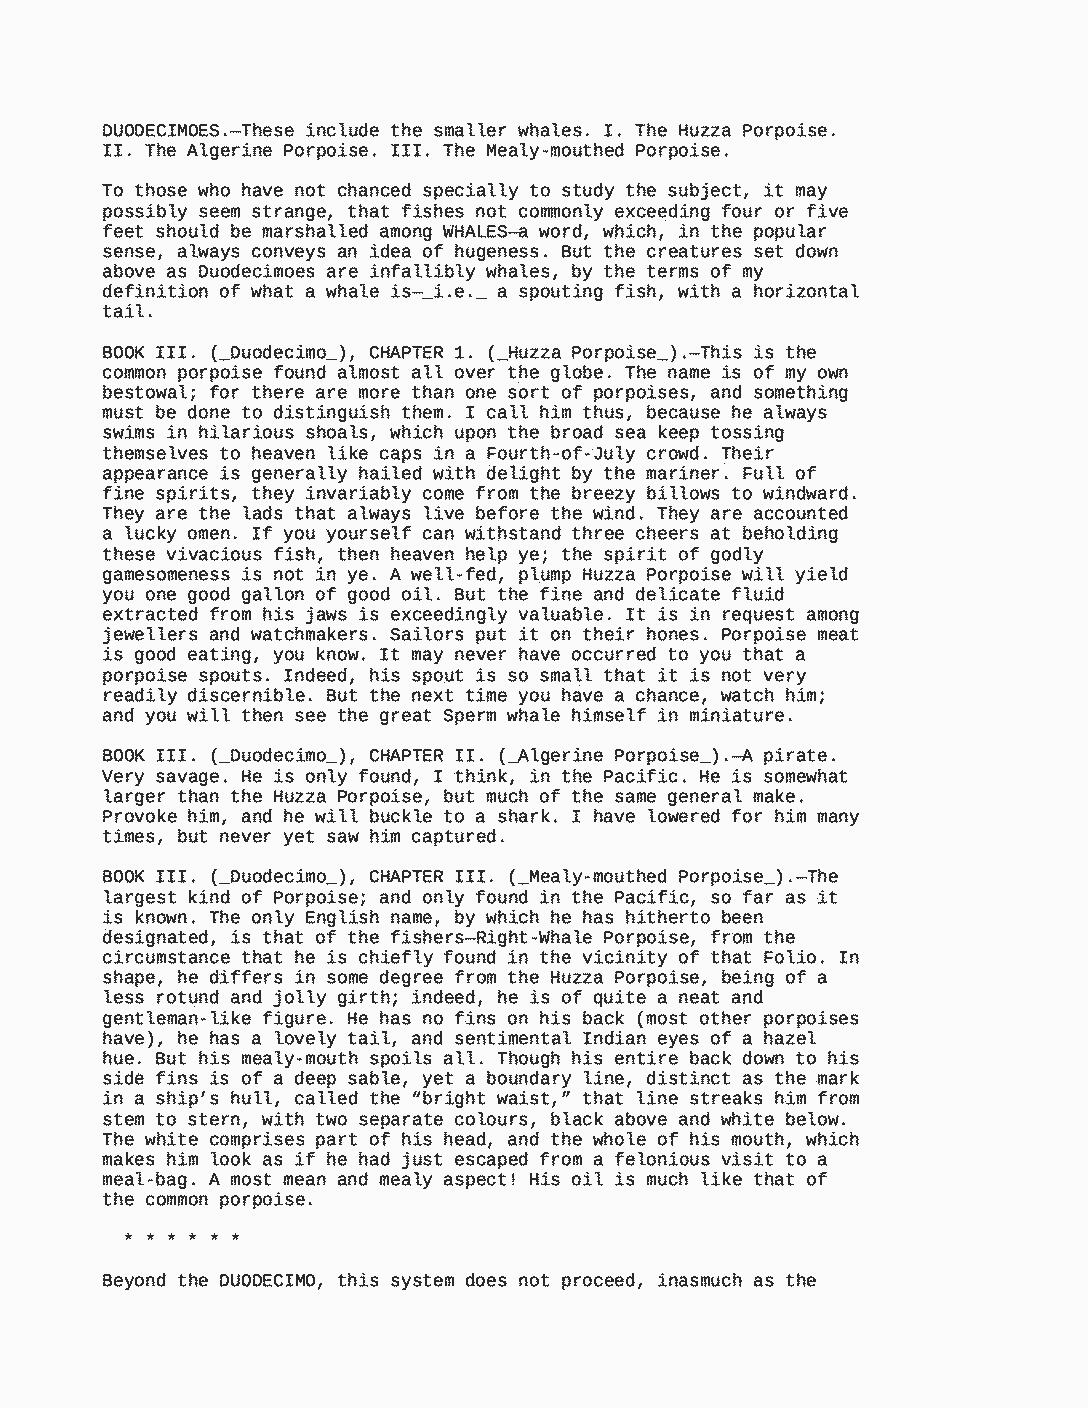 DUODECIMOES.—These include the smaller whales. I. The Huzza Porpoise.
II. The Algerine Porpoise. III. The Mealy-mouthed Porpoise.
To those who have not chanced specially to study the subject, it may
possibly seem strange, that fishes not commonly exceeding four or five
feet should be marshalled among WHALES—a word, which, in the popular
sense, always conveys an idea of hugeness. But the creatures set down
above as Duodecimoes are infallibly whales, by the terms of my
definition of what a whale is—_i.e._ a spouting fish, with a horizontal
tail.
BOOK III. (_Duodecimo_), CHAPTER 1. (_Huzza Porpoise_).—This is the
common porpoise found almost all over the globe. The name is of my own
bestowal; for there are more than one sort of porpoises, and something
must be done to distinguish them. I call him thus, because he always
swims in hilarious shoals, which upon the broad sea keep tossing
themselves to heaven like caps in a Fourth-of-July crowd. Their
appearance is generally hailed with delight by the mariner. Full of
fine spirits, they invariably come from the breezy billows to windward.
They are the lads that always live before the wind. They are accounted
a lucky omen. If you yourself can withstand three cheers at beholding
these vivacious fish, then heaven help ye; the spirit of godly
gamesomeness is not in ye. A well-fed, plump Huzza Porpoise will yield
you one good gallon of good oil. But the fine and delicate fluid
extracted from his jaws is exceedingly valuable. It is in request among
jewellers and watchmakers. Sailors put it on their hones. Porpoise meat
is good eating, you know. It may never have occurred to you that a
porpoise spouts. Indeed, his spout is so small that it is not very
readily discernible. But the next time you have a chance, watch him;
and you will then see the great Sperm whale himself in miniature.
BOOK III. (_Duodecimo_), CHAPTER II. (_Algerine Porpoise_).—A pirate.
Very savage. He is only found, I think, in the Pacific. He is somewhat
larger than the Huzza Porpoise, but much of the same general make.
Provoke him, and he will buckle to a shark. I have lowered for him many
times, but never yet saw him captured.
BOOK III. (_Duodecimo_), CHAPTER III. (_Mealy-mouthed Porpoise_).—The
largest kind of Porpoise; and only found in the Pacific, so far as it
is known. The only English name, by which he has hitherto been
designated, is that of the fishers—Right-Whale Porpoise, from the
circumstance that he is chiefly found in the vicinity of that Folio. In
shape, he differs in some degree from the Huzza Porpoise, being of a
less rotund and jolly girth; indeed, he is of quite a neat and
gentleman-like figure. He has no fins on his back (most other porpoises
have), he has a lovely tail, and sentimental Indian eyes of a hazel
hue. But his mealy-mouth spoils all. Though his entire back down to his
side fins is of a deep sable, yet a boundary line, distinct as the mark
in a ship’s hull, called the “bright waist,” that line streaks him from
stem to stern, with two separate colours, black above and white below.
The white comprises part of his head, and the whole of his mouth, which
makes him look as if he had just escaped from a felonious visit to a
meal-bag. A most mean and mealy aspect! His oil is much like that of
the common porpoise.
* * * * * *
Beyond the DUODECIMO, this system does not proceed, inasmuch as the